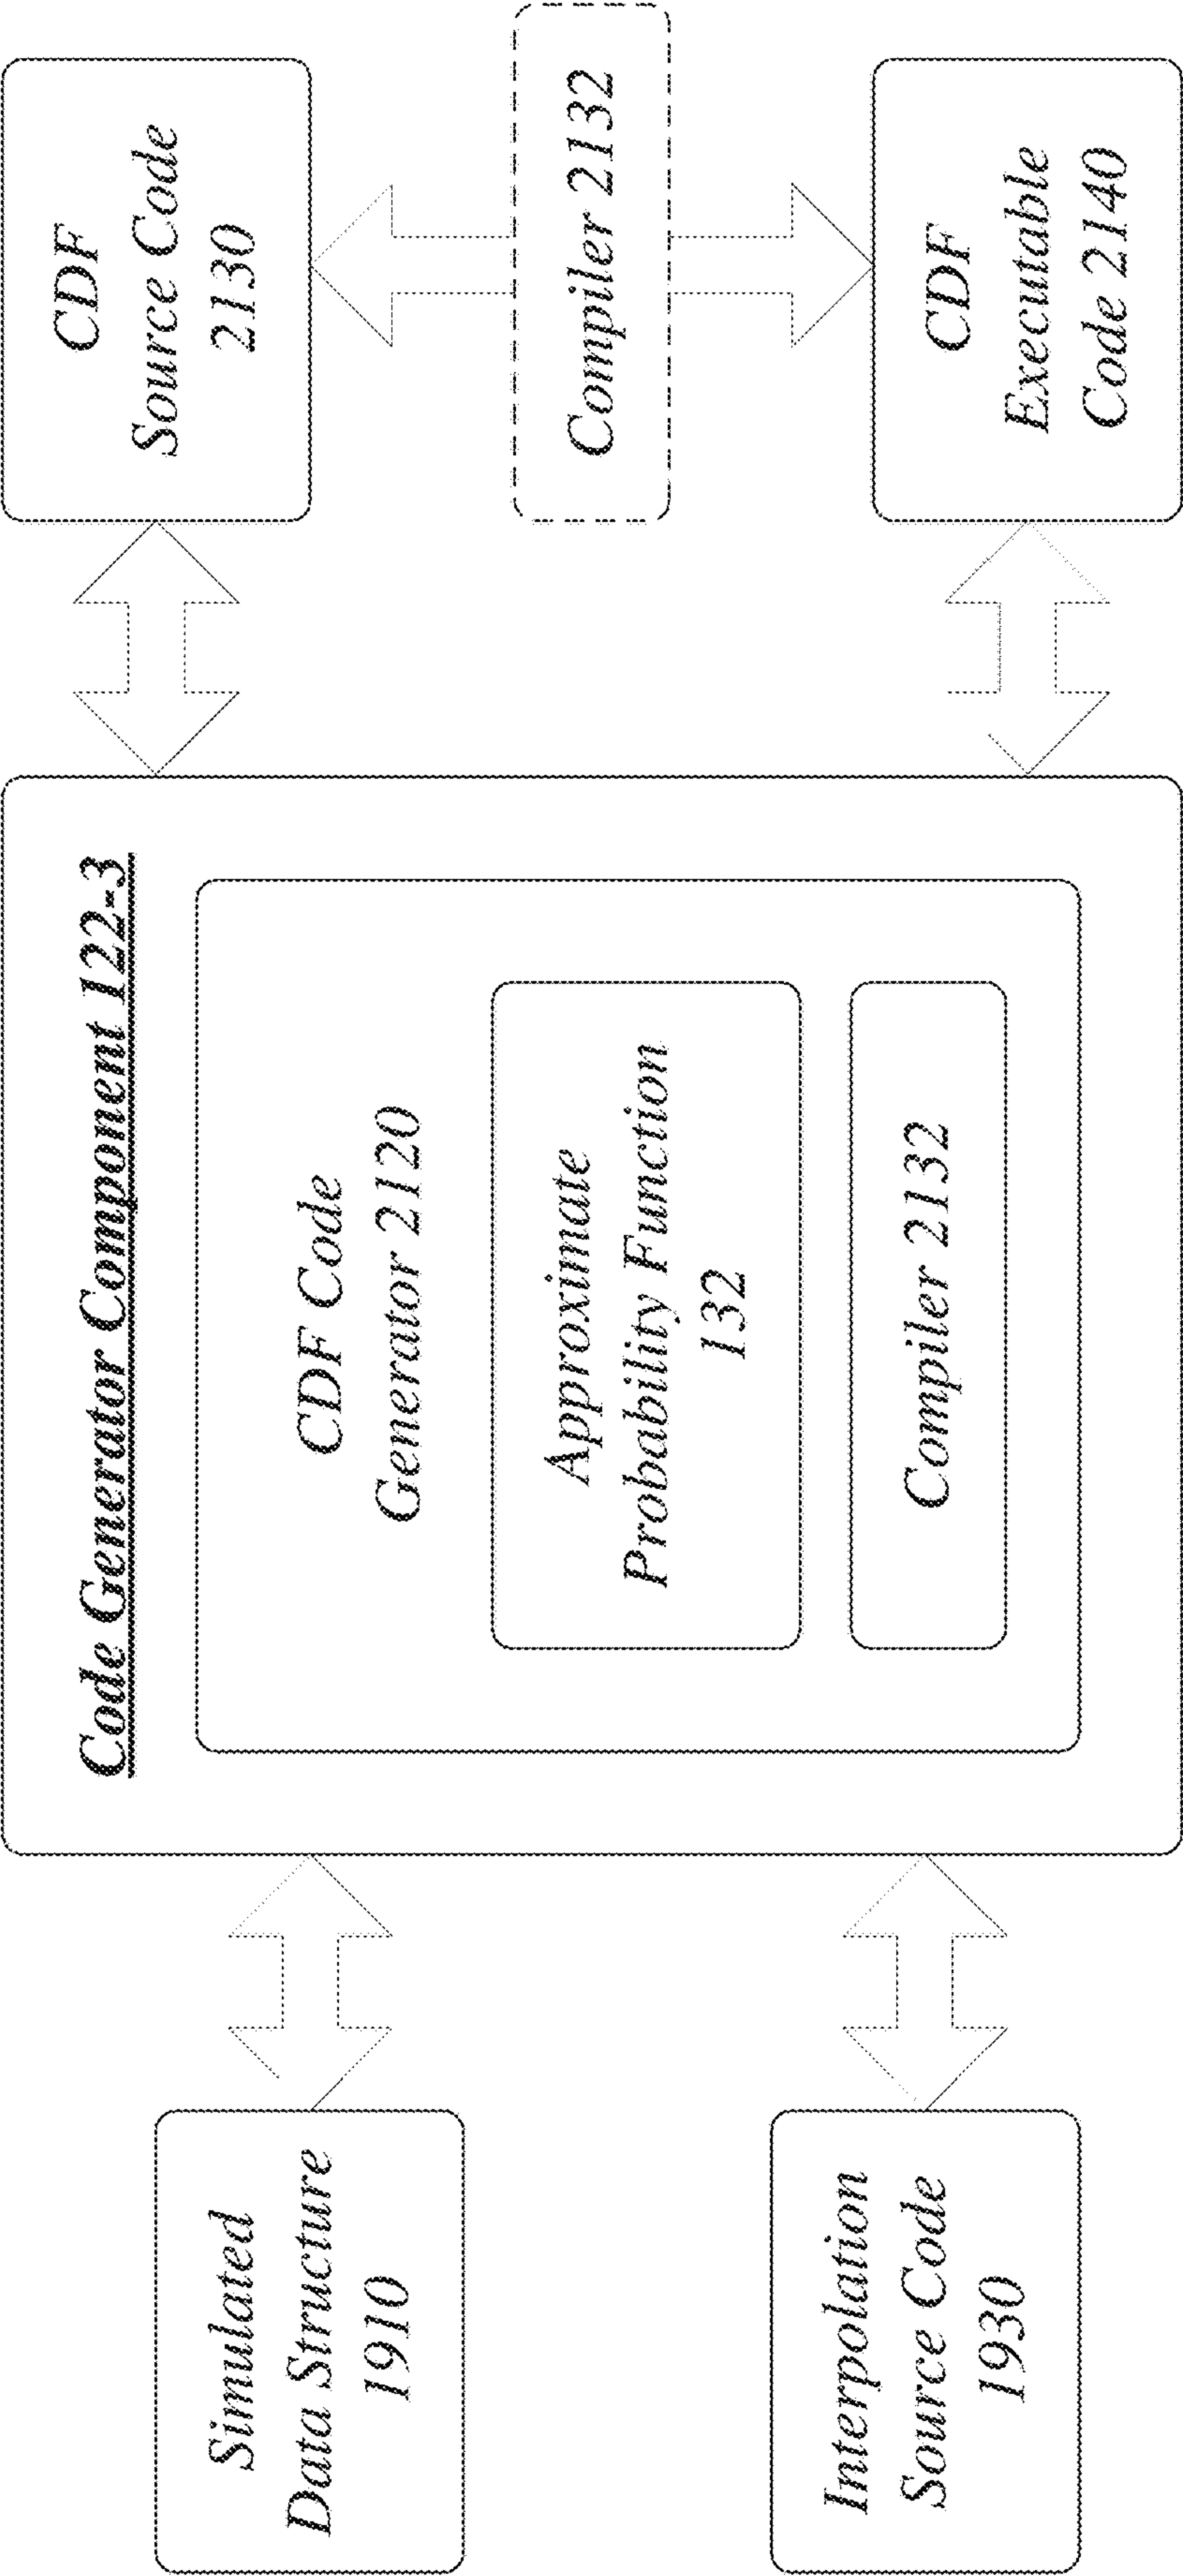 Simulated
Data Structure
1910
Interpolation
Source Code
1930
Code Generator Component 122-3
CDF Code
Generator 2120
Approximate
Probability Function
132
Compiler 2132
CDF
Source Code
2130
Compiler 2132
CDF
Executable
Code 2140